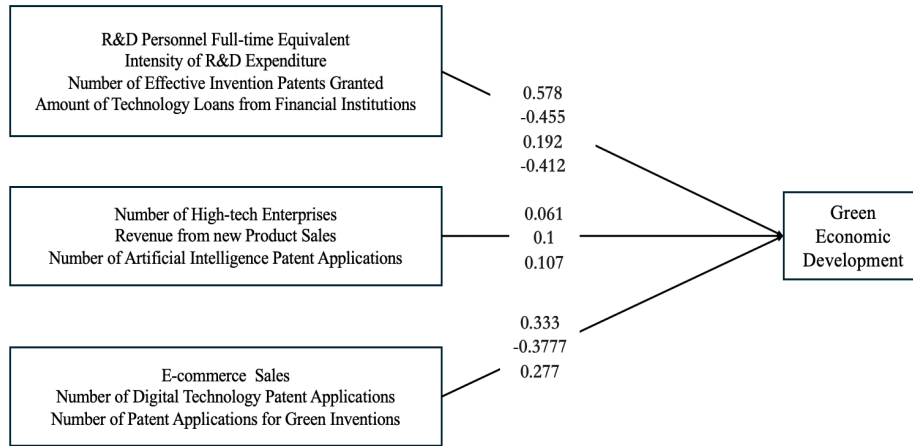 R&D Personnel Full-time Equivalent
Intensity of R&D Expenditure
Number of Effective Invention Patents Granted
Amount of Technology Loans from Financial Institutions
0.578
-0.455
0.192
-0.412
Number of High-tech Enterprises
Revenue from new Product Sales
Number of Artificial Intelligence Patent Applications
0.061
0.1
0.107
Green
Economic
Development
E-commerce Sales
Number of Digital Technology Patent Applications
Number of Patent Applications for Green Inventions
0.333
-0.3777
0.277